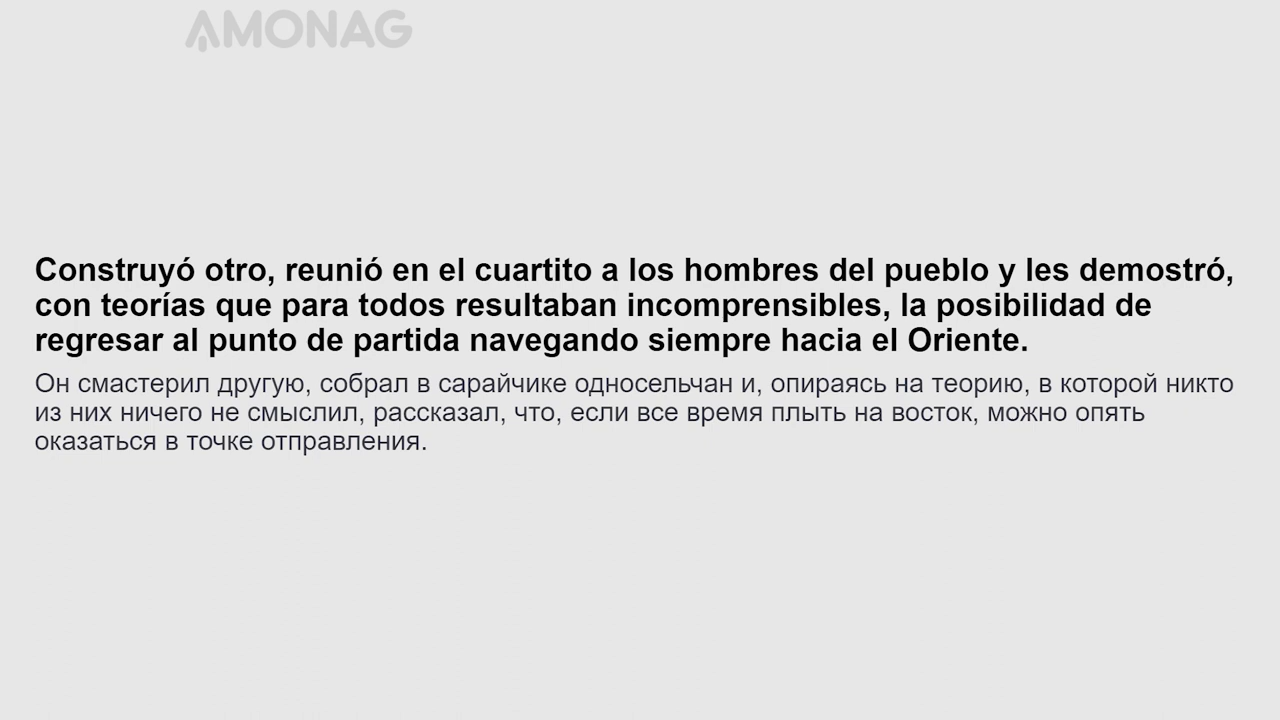 AMONAG
Construyó otro, reunió en el cuartito a los hombres del pueblo y les demostró,
con teorías que para todos resultaban incomprensibles, la posibilidad de
regresar al punto de partida navegando siempre hacia el Oriente.
Он смастерил другую, собрал в сарайчике односельчан и, опираясь на теорию, в которой никто
из них ничего не смыслил, рассказал, что, если все время плыть на восток, можно опять
оказаться в точке отправления.